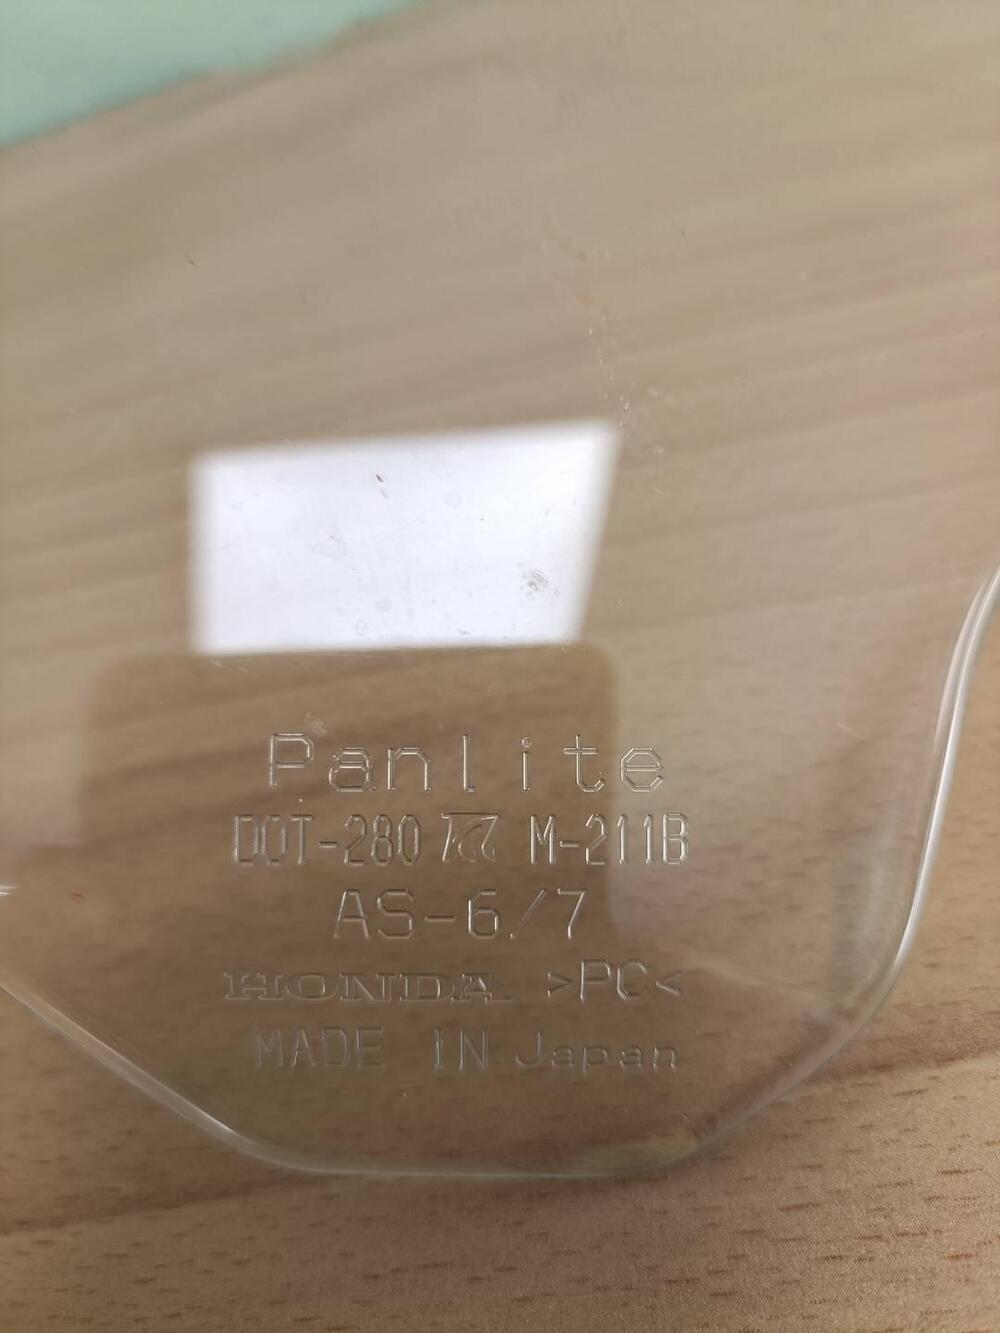 Panlite
DOT-280 M-211B
AS-6/7
HONDA >PC<
MADE IN Japan